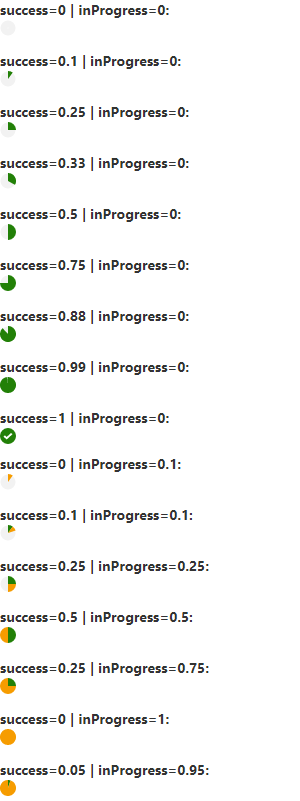 success=0 | inProgress=0:
success=0.1 | inProgress=0:
success=0.25 | inProgress=0:
success=0.33 | inProgress=0:
success=0.5 | inProgress=0:
success=0.75 | inProgress=0:
success=0.88 | inProgress=0:
success=0.99 | inProgress=0:
success=1 | inProgress=0:
success=0 | inProgress=0.1:
success=0.1 | inProgress=0.1:
success=0.25 | inProgress=0.25:
success=0.5 | inProgress=0.5:
success=0.25 | inProgress=0.75:
success=0 | inProgress=1:
success=0.05 | inProgress=0.95: